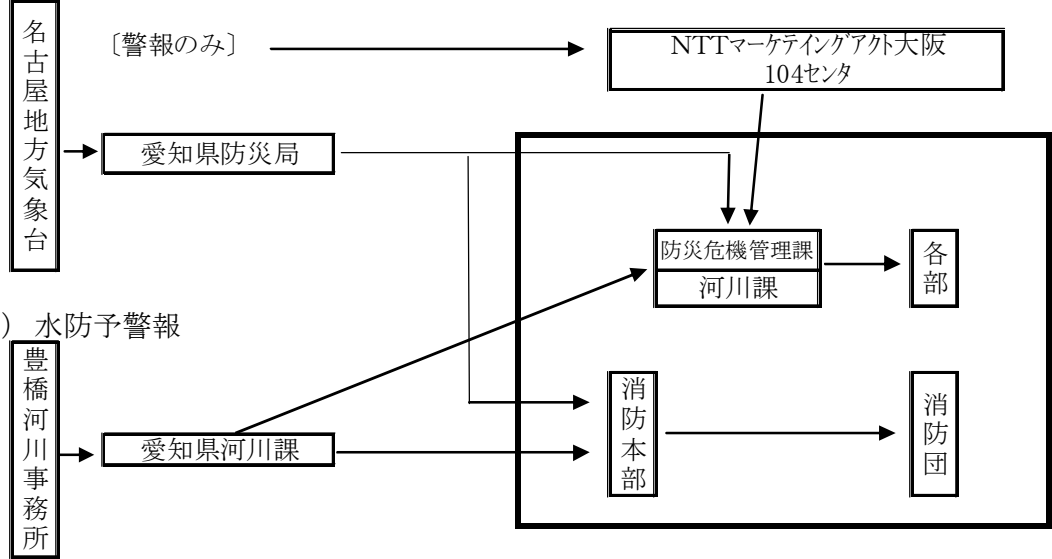 名古屋地方気象台
〔警報のみ〕
NTTマーケテイングアクト大阪
104センタ
愛知県防災局
防災危機管理課
河川課
各部
） 水防予警報
豊橋河川事務所
愛知県河川課
消防本部
消防団